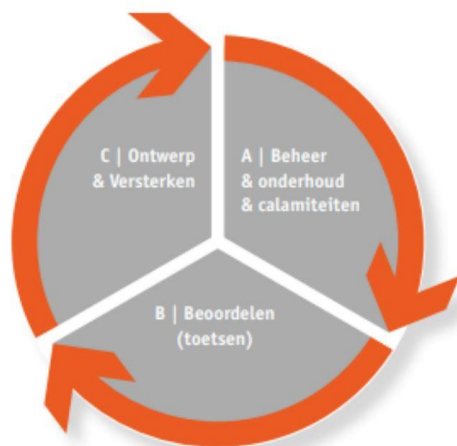 C | Ontwerp
& Versterken
A | Beheer
& onderhoud
& calamiteiten
B | Beoordelen
(toetsen)